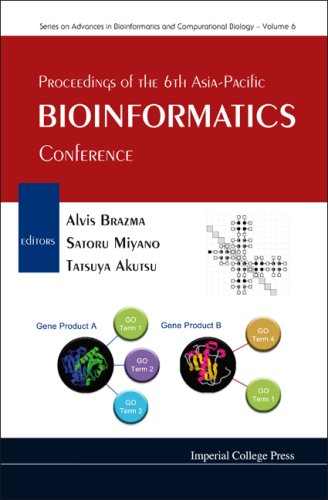 Series on Advances in Bioinformatics and Computational Biology – Volume 6
Proceedings of the 6th Asia-Pacific
BIOINFORMATICS
Conference
editors
Alvis Brazma
Satoru Miyano
Tatsuya Akutsu
Gene Product A
GO
Term 1
GO
Term 2
GO
Term 3
Gene Product B
GO
Term 4
GO
Term 1
Imperial College Press